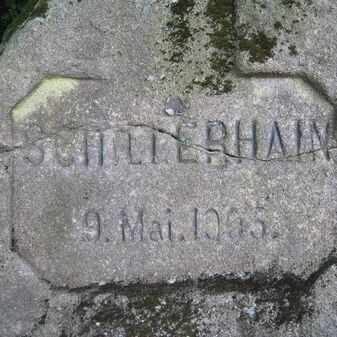 SCHILLERHAIN
9. Mai. 1905.